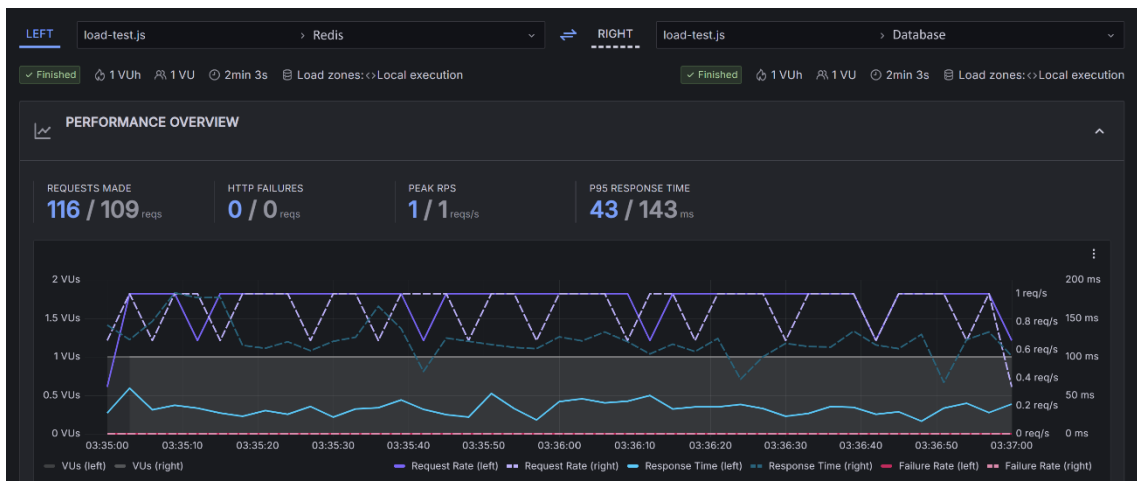 LEFT load-test.js › Redis RIGHT load-test.js › Database
✓ Finished 1 VUh 1 VU 2min 3s Load zones:‹›Local execution ✓ Finished 1 VUh 1 VU 2min 3s Load zones:‹›Local execution
PERFORMANCE OVERVIEW
REQUESTS MADE HTTP FAILURES PEAK RPS P95 RESPONSE TIME
116 / 109 reqs 0 / 0 reqs 1 / 1 reqs/s 43 / 143 ms
2 VUs 200 ms
1 req/s
1.5 VUs 0.8 req/s 150 ms
0.6 req/s
1 VUs 100 ms
0.4 req/s
0.5 VUs 50 ms
0.2 req/s
0 VUs 0 req/s 0 ms
03:35:00 03:35:10 03:35:20 03:35:30 03:35:40 03:35:50 03:36:00 03:36:10 03:36:20 03:36:30 03:36:40 03:36:50 03:37:00
VUs (left) VUs (right) Request Rate (left) Request Rate (right) Response Time (left) Response Time (right) Failure Rate (left) Failure Rate (right)